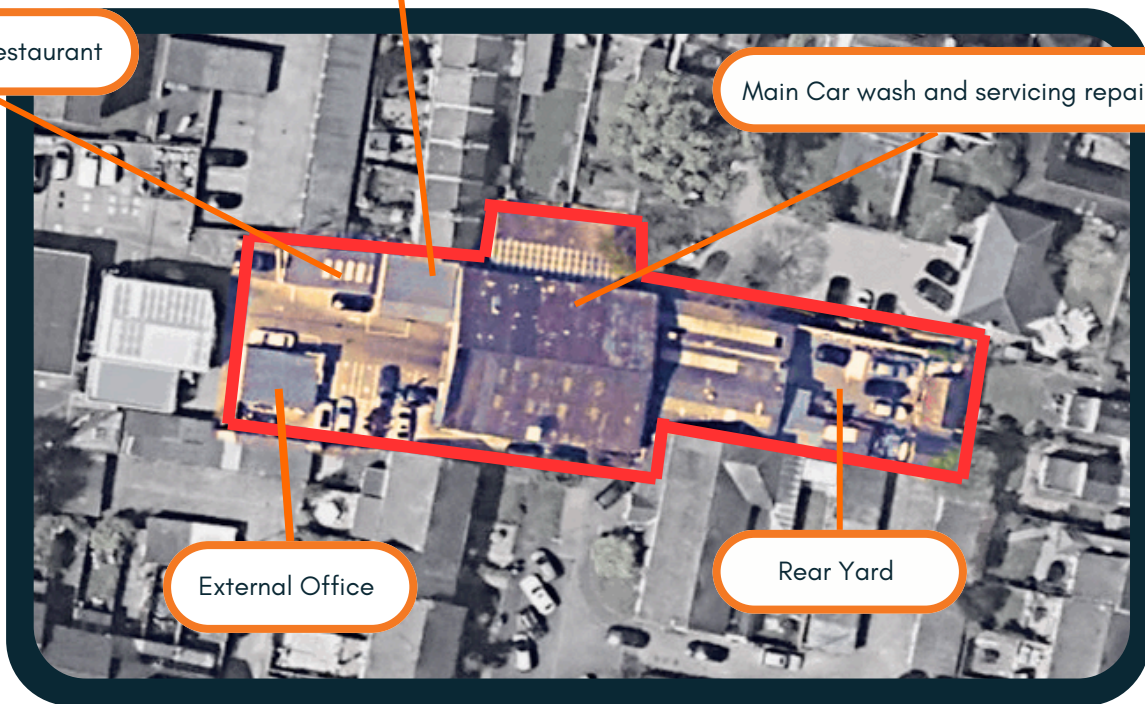 estaurant
Main Car wash and servicing repai
External Office
Rear Yard